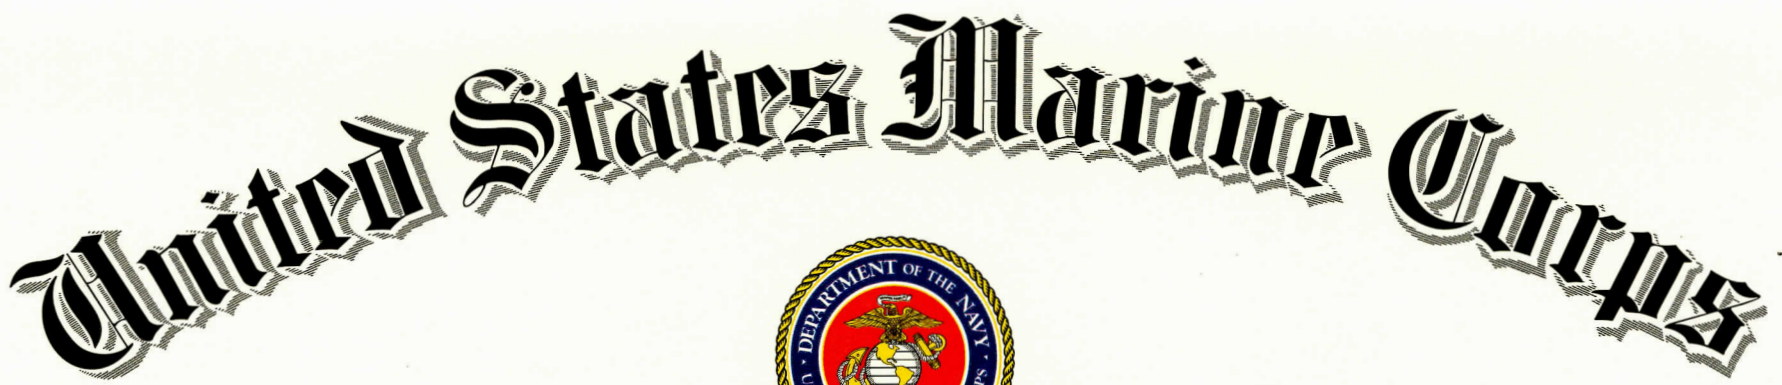 United States Marine Corps
DEPARTMENT OF THE NAVY